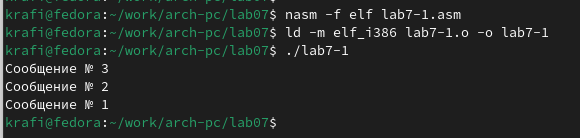 krafi@fedora:~/work/arch-pc/lab07$ nasm -f elf lab7-1.asm
krafi@fedora:~/work/arch-pc/lab07$ ld -m elf_i386 lab7-1.o -o lab7-1
krafi@fedora:~/work/arch-pc/lab07$ ./lab7-1
Сообщение № 3
Сообщение № 2
Сообщение № 1
krafi@fedora:~/work/arch-pc/lab07$